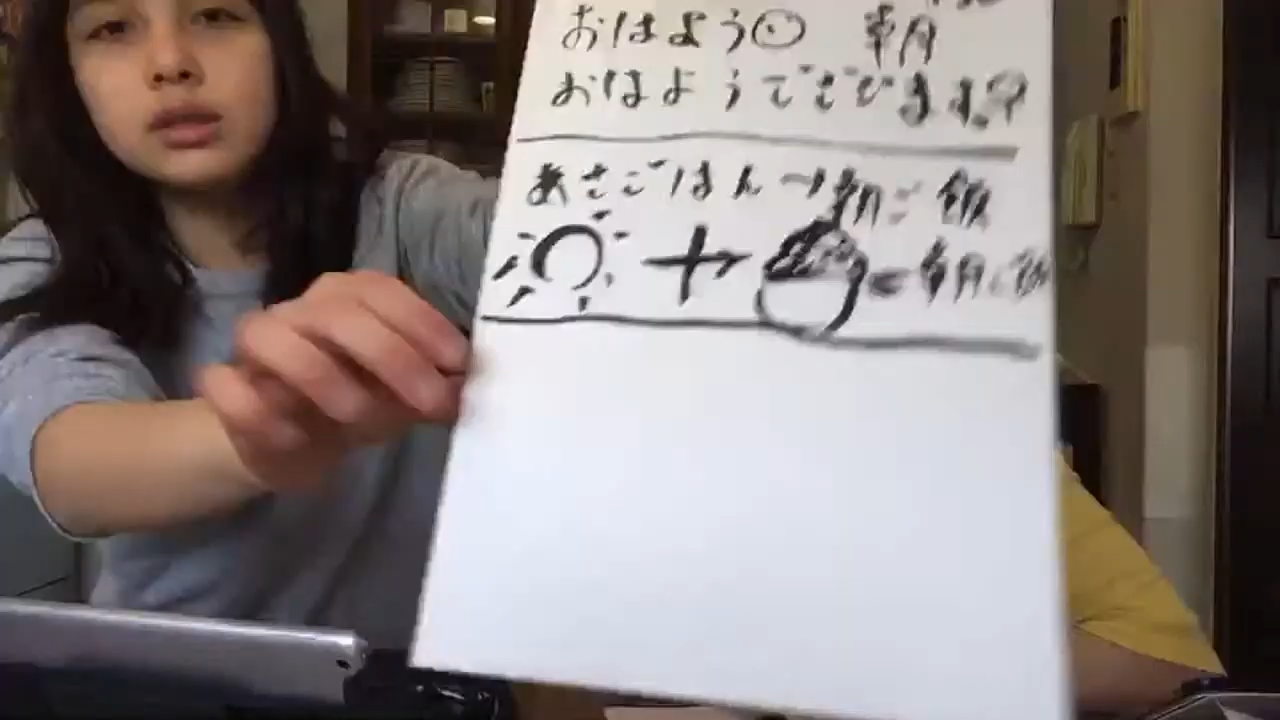 おはよう 朝
おはようございます
あさごはん→朝ご飯
+ = 朝ご飯